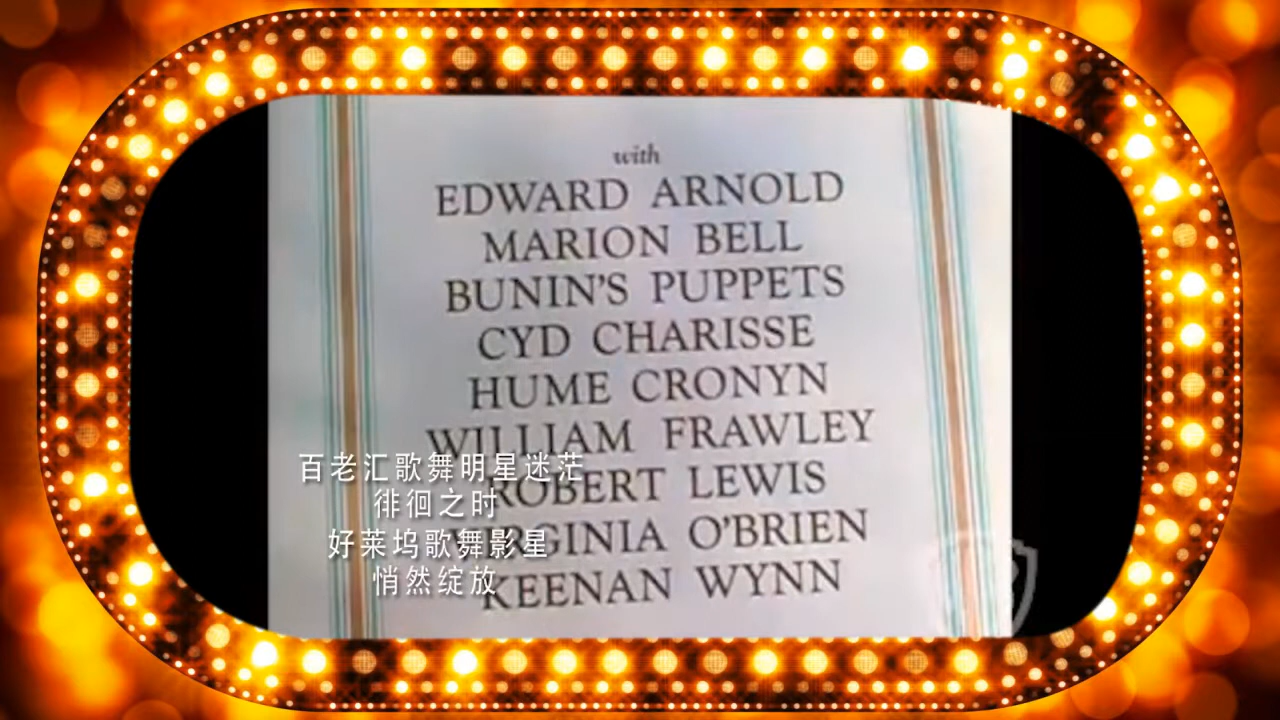 with
EDWARD ARNOLD
MARION BELL
BUNIN'S PUPPETS
CYD CHARISSE
HUME CRONYN
WILLIAM FRAWLEY
ROBERT LEWIS
VIRGINIA O'BRIEN
KEENAN WYNN
百老汇歌舞明星迷茫
徘徊之时
好莱坞歌舞影星
悄然绽放